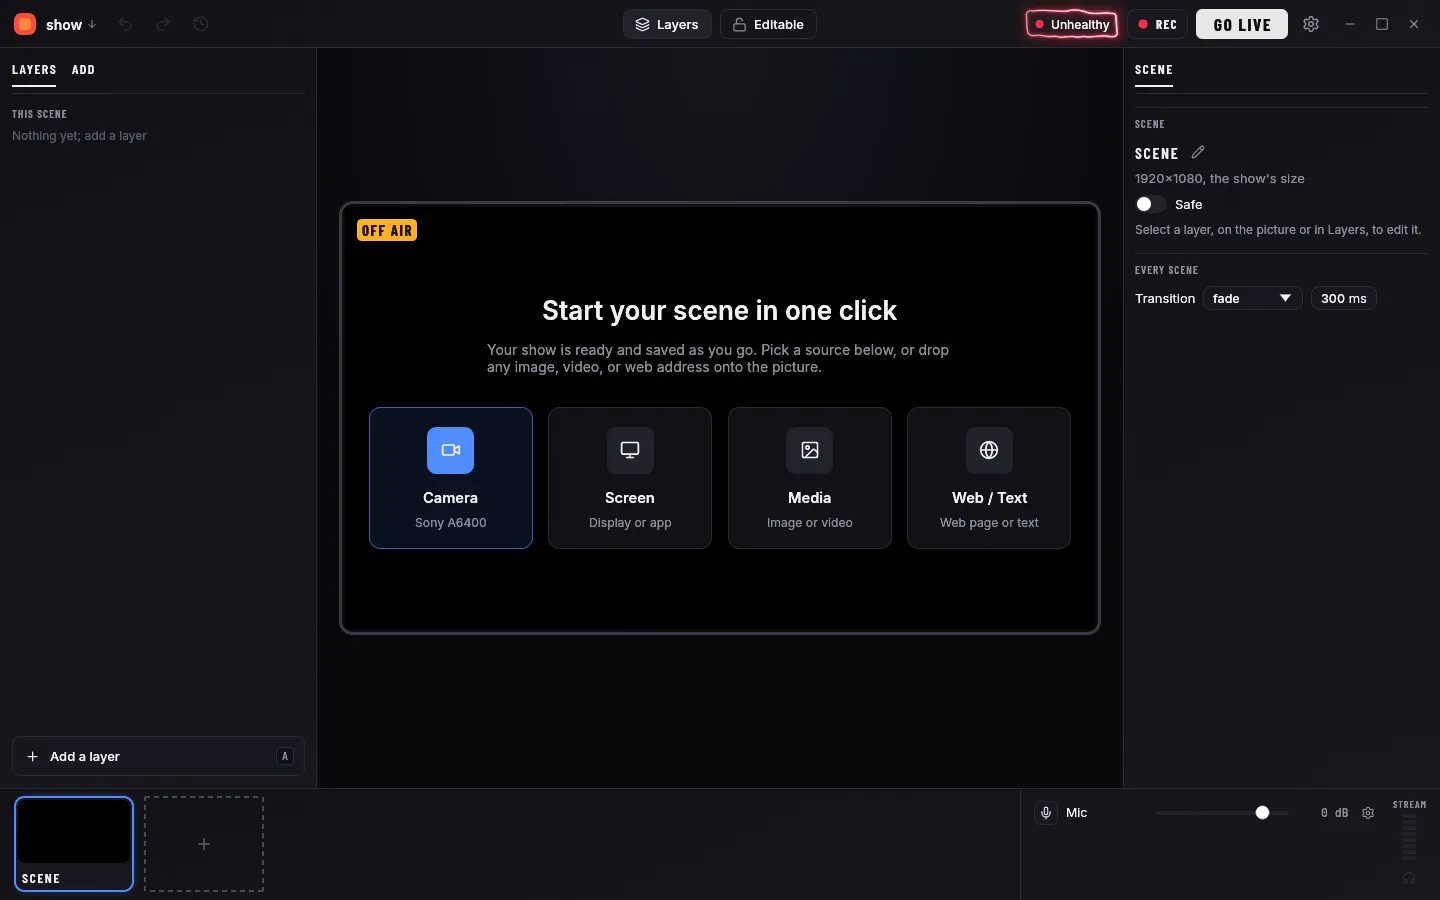 show
Layers
Editable
Unhealthy
REC
GO LIVE
LAYERS ADD
THIS SCENE
Nothing yet; add a layer
Add a layer
A
OFF AIR
Start your scene in one click
Your show is ready and saved as you go. Pick a source below, or drop
any image, video, or web address onto the picture.
Camera
Sony A6400
Screen
Display or app
Media
Image or video
Web / Text
Web page or text
SCENE
SCENE
SCENE
1920×1080, the show's size
Safe
Select a layer, on the picture or in Layers, to edit it.
EVERY SCENE
Transition fade 300 ms
SCENE
Mic
0 dB
STREAM